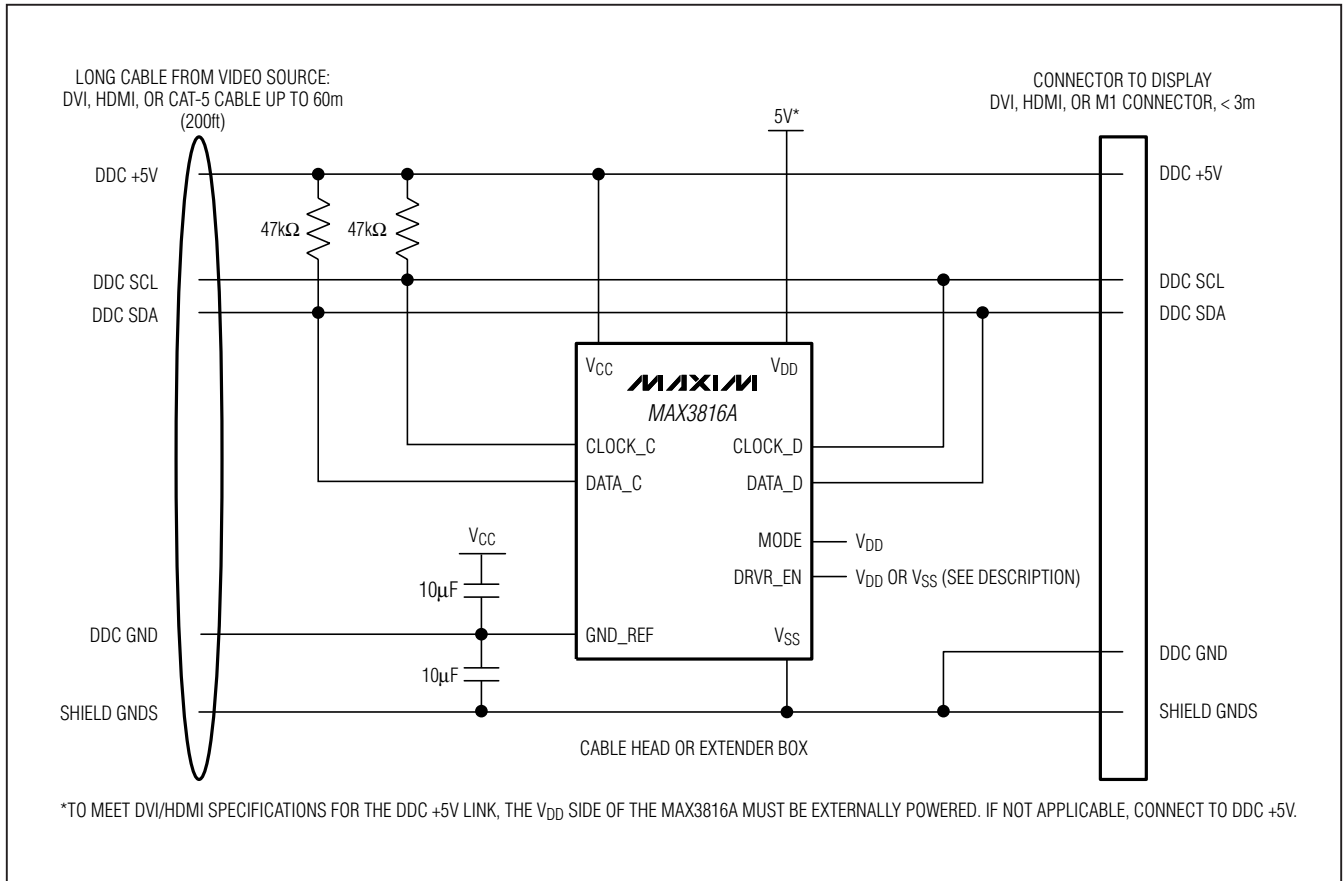 LONG CABLE FROM VIDEO SOURCE:
DVI, HDMI, OR CAT-5 CABLE UP TO 60m
(200ft)
CONNECTOR TO DISPLAY
DVI, HDMI, OR M1 CONNECTOR, < 3m
5V*
DDC +5V
DDC +5V
47kΩ
47kΩ
DDC SCL
DDC SCL
DDC SDA
DDC SDA
VCC
VDD
MAXIM
MAX3816A
CLOCK_C
CLOCK_D
DATA_C
DATA_D
VCC
MODE
VDD
10μF
DRVR_EN
VDD OR VSS (SEE DESCRIPTION)
DDC GND
GND_REF
VSS
DDC GND
10μF
SHIELD GNDS
SHIELD GNDS
CABLE HEAD OR EXTENDER BOX
*TO MEET DVI/HDMI SPECIFICATIONS FOR THE DDC +5V LINK, THE VDD SIDE OF THE MAX3816A MUST BE EXTERNALLY POWERED. IF NOT APPLICABLE, CONNECT TO DDC +5V.